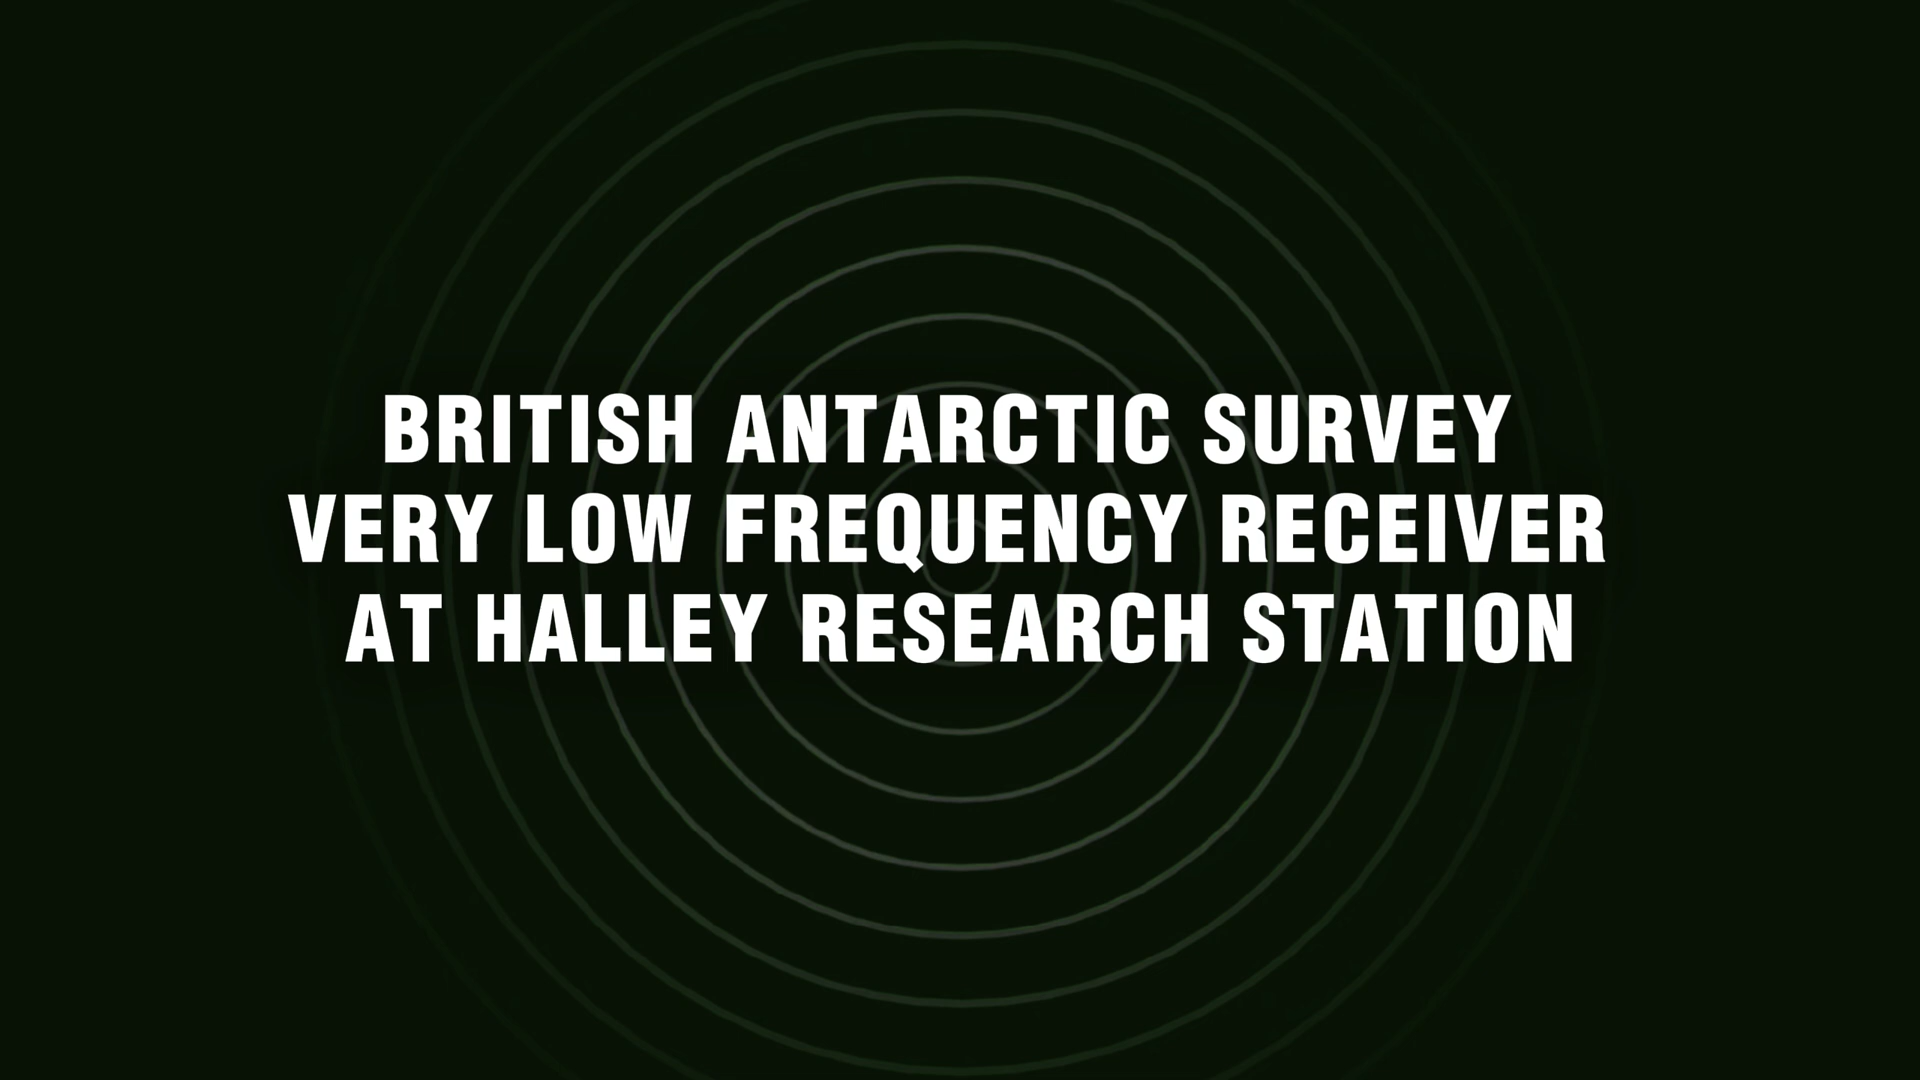 BRITISH ANTARCTIC SURVEY
VERY LOW FREQUENCY RECEIVER
AT HALLEY RESEARCH STATION